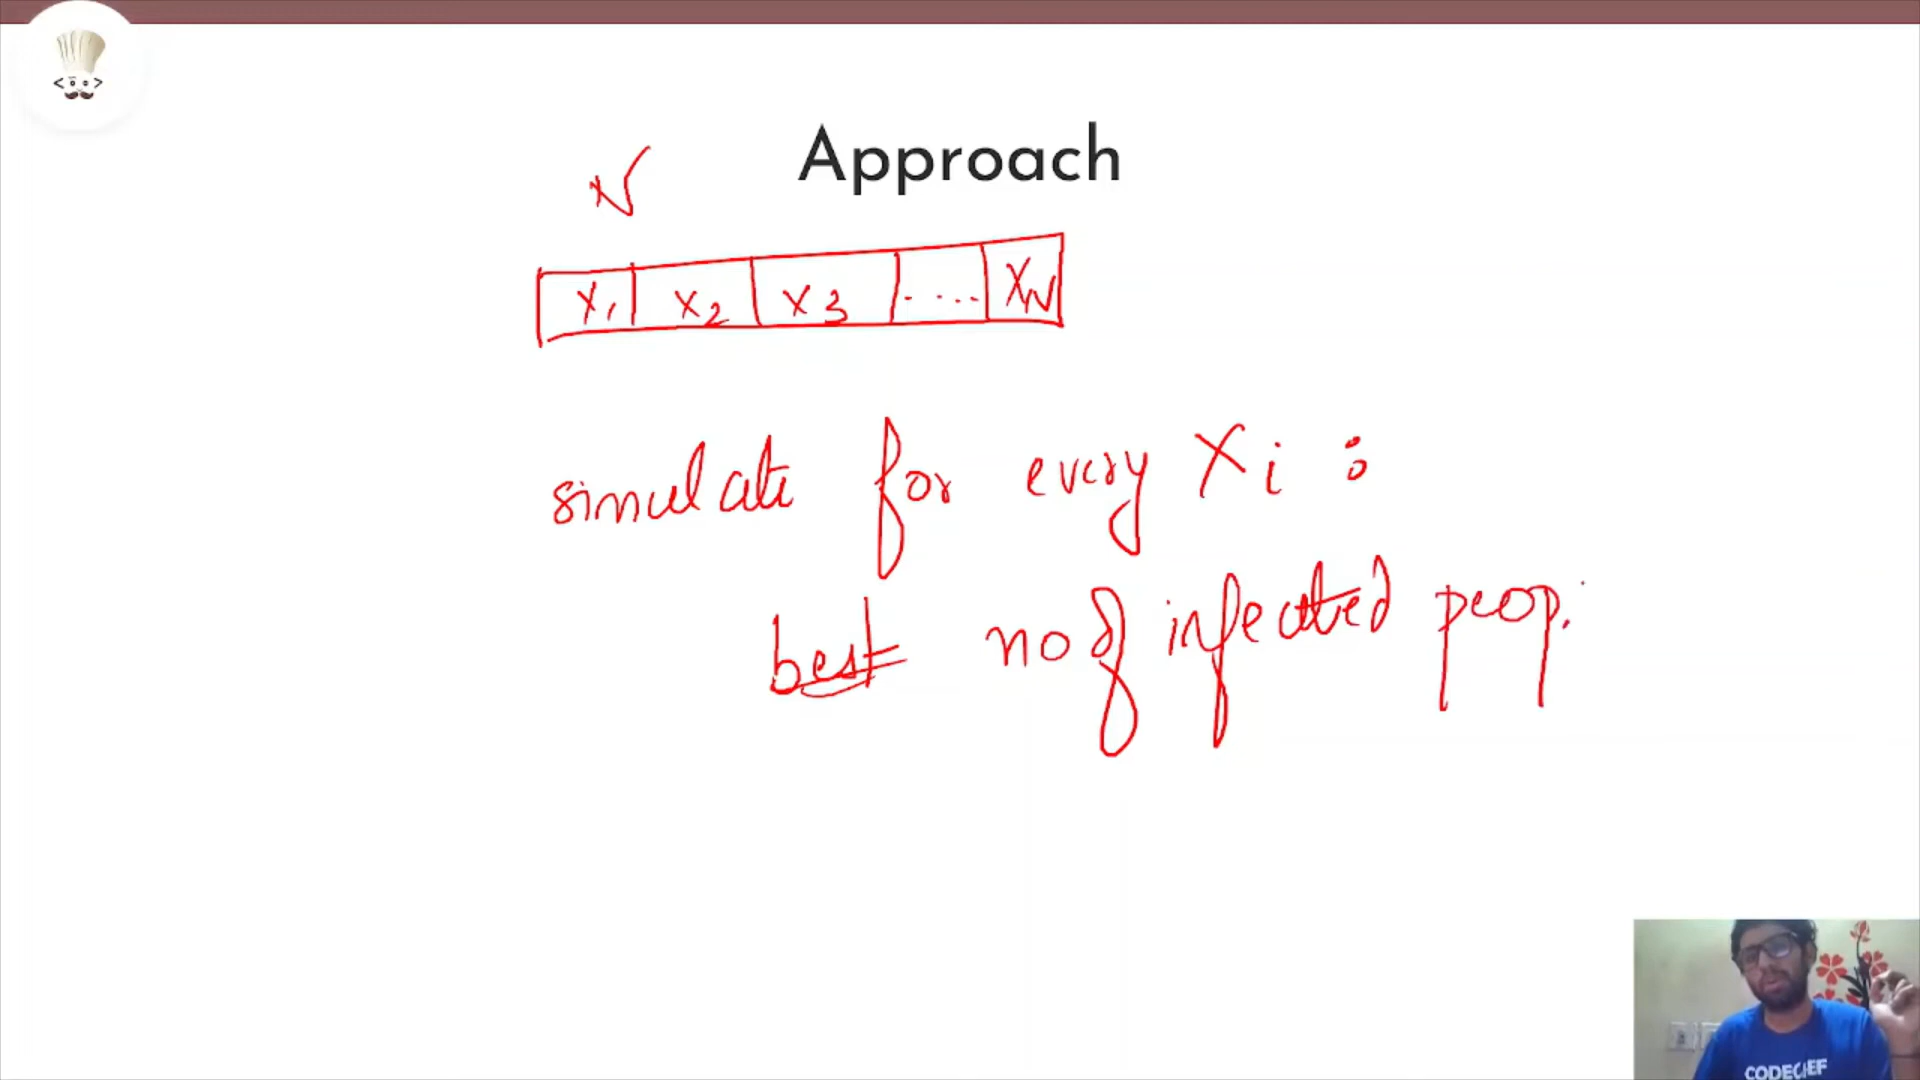 Approach
N
X1 X2 X3 ..... XN
simulate for every Xi :
best no of infected peop.
CODECHEF